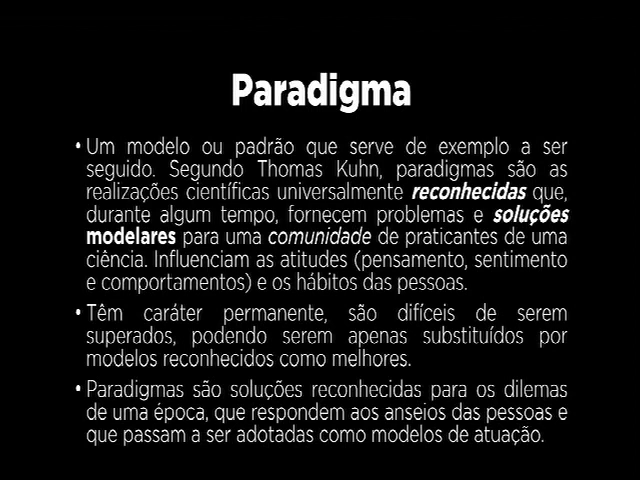 Paradigma
• Um modelo ou padrão que serve de exemplo a ser
seguido. Segundo Thomas Kuhn, paradigmas são as
realizações científicas universalmente reconhecidas que,
durante algum tempo, fornecem problemas e soluções
modelares para uma comunidade de praticantes de uma
ciência. Influenciam as atitudes (pensamento, sentimento
e comportamentos) e os hábitos das pessoas.
• Têm caráter permanente, são difíceis de serem
superados, podendo serem apenas substituídos por
modelos reconhecidos como melhores.
• Paradigmas são soluções reconhecidas para os dilemas
de uma época, que respondem aos anseios das pessoas e
que passam a ser adotadas como modelos de atuação.